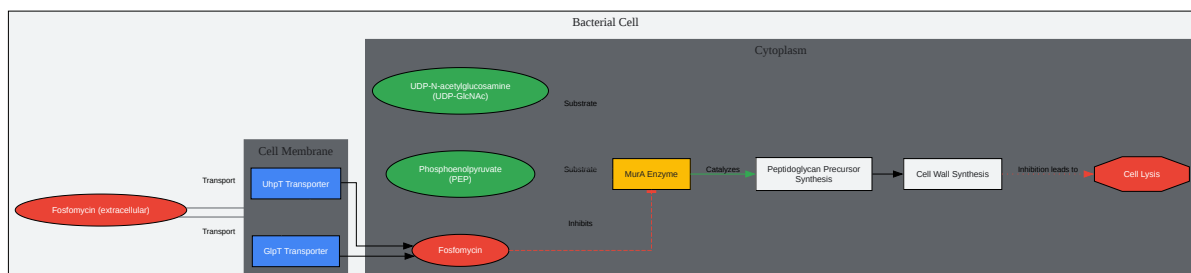 Bacterial Cell
Cytoplasm
UDP-N-acetylglucosamine
(UDP-GlcNAc)
Substrate
Cell Membrane
Phosphoenolpyruvate
(PEP)
Substrate
MurA Enzyme
Catalyzes
Peptidoglycan Precursor
Synthesis
Cell Wall Synthesis
Inhibition leads to
Cell Lysis
Transport
UhpT Transporter
Fosfomycin (extracellular)
Transport
Inhibits
GlpT Transporter
Fosfomycin